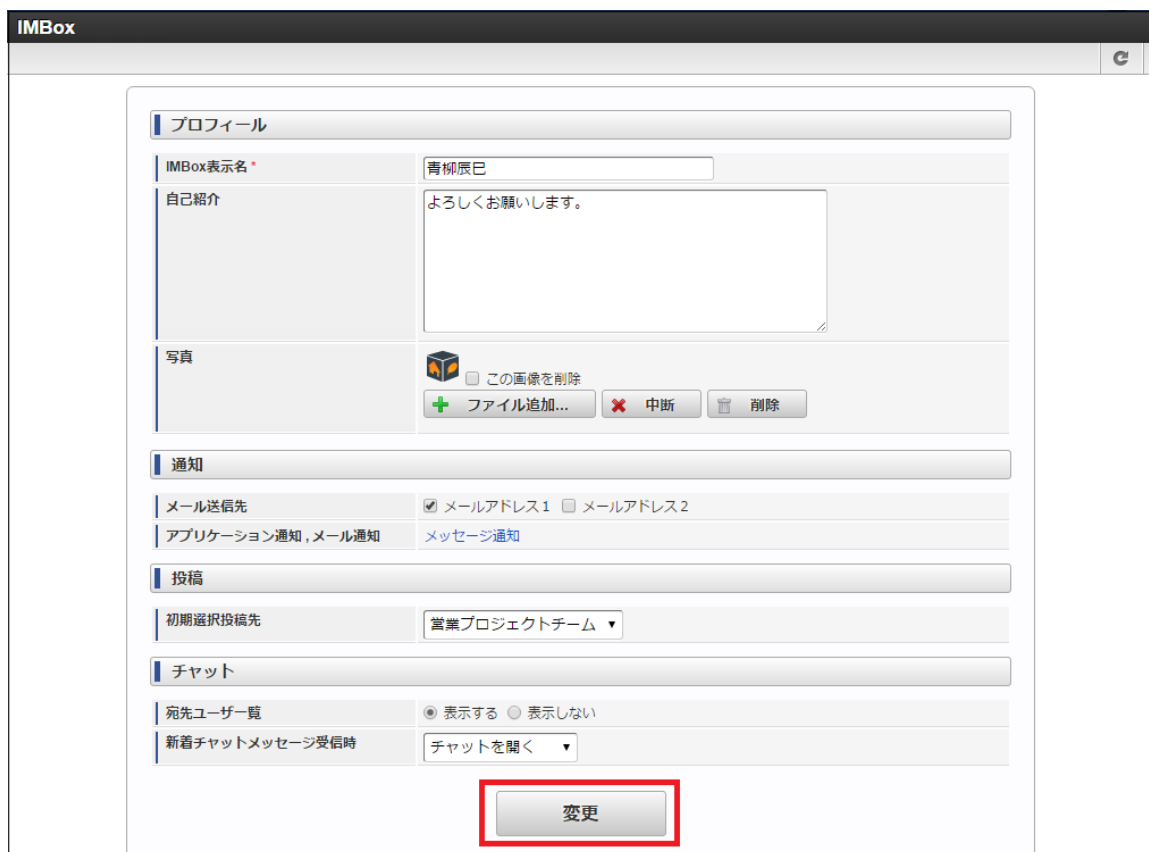 IMBox
プロフィール
IMBox表示名 *
青柳辰巳
自己紹介
よろしくお願いします。
写真
この画像を削除
ファイル追加... 中断 削除
通知
メール送信先
メールアドレス1 メールアドレス2
アプリケーション通知 , メール通知
メッセージ通知
投稿
初期選択投稿先
営業プロジェクトチーム
チャット
宛先ユーザ一覧
表示する 表示しない
新着チャットメッセージ受信時
チャットを開く
変更